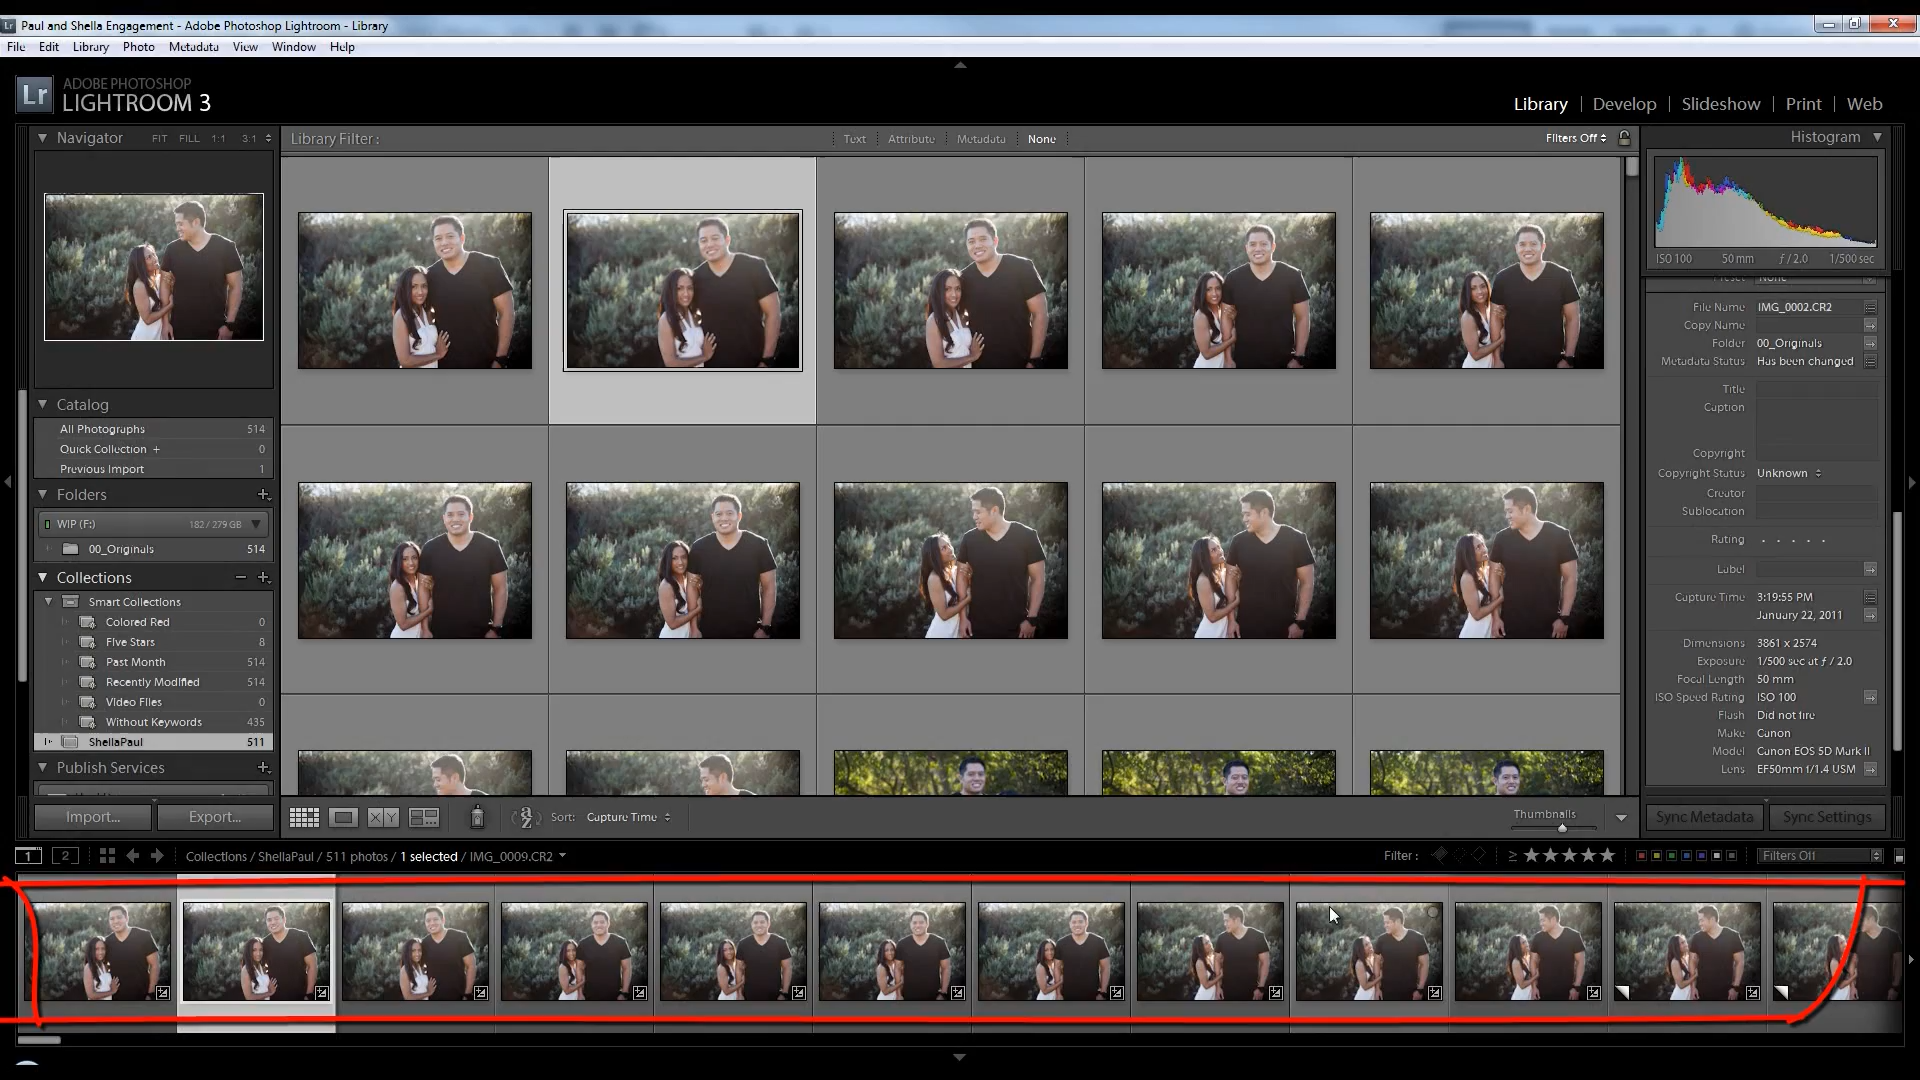 Paul and Shella Engagement - Adobe Photoshop Lightroom - Library
File Edit Library Photo Metadata View Window Help
Lr ADOBE PHOTOSHOP
LIGHTROOM 3
Library | Develop | Slideshow | Print | Web
Navigator FIT FILL 1:1 3:1
Library Filter : Text Attribute Metadata None Filters Off
Histogram
ISO 100 50 mm ƒ / 2.0 1/500 sec
Catalog
All Photographs 514
Quick Collection + 0
Previous Import 1
Folders
WIP (F:) 182 / 279 GB
00_Originals 514
Collections
Smart Collections
Colored Red 0
Five Stars 8
Past Month 514
Recently Modified 514
Video Files 0
Without Keywords 435
ShellaPaul 511
Publish Services
Import... Export...
Preset None
File Name IMG_0002.CR2
Copy Name
Folder 00_Originals
Metadata Status Has been changed
Title
Caption
Copyright
Copyright Status Unknown
Creator
Sublocation
Rating
Label
Capture Time 3:19:55 PM
January 22, 2011
Dimensions 3861 x 2574
Exposure 1/500 sec at ƒ / 2.0
Focal Length 50 mm
ISO Speed Rating ISO 100
Flash Did not fire
Make Canon
Model Canon EOS 5D Mark II
Lens EF50mm f/1.4 USM
XY
Sort: Capture Time
Thumbnails
Sync Metadata Sync Settings
1 2 Collections / ShellaPaul / 511 photos / 1 selected / IMG_0009.CR2
Filter : ≥ ★★★★★ Filters Off